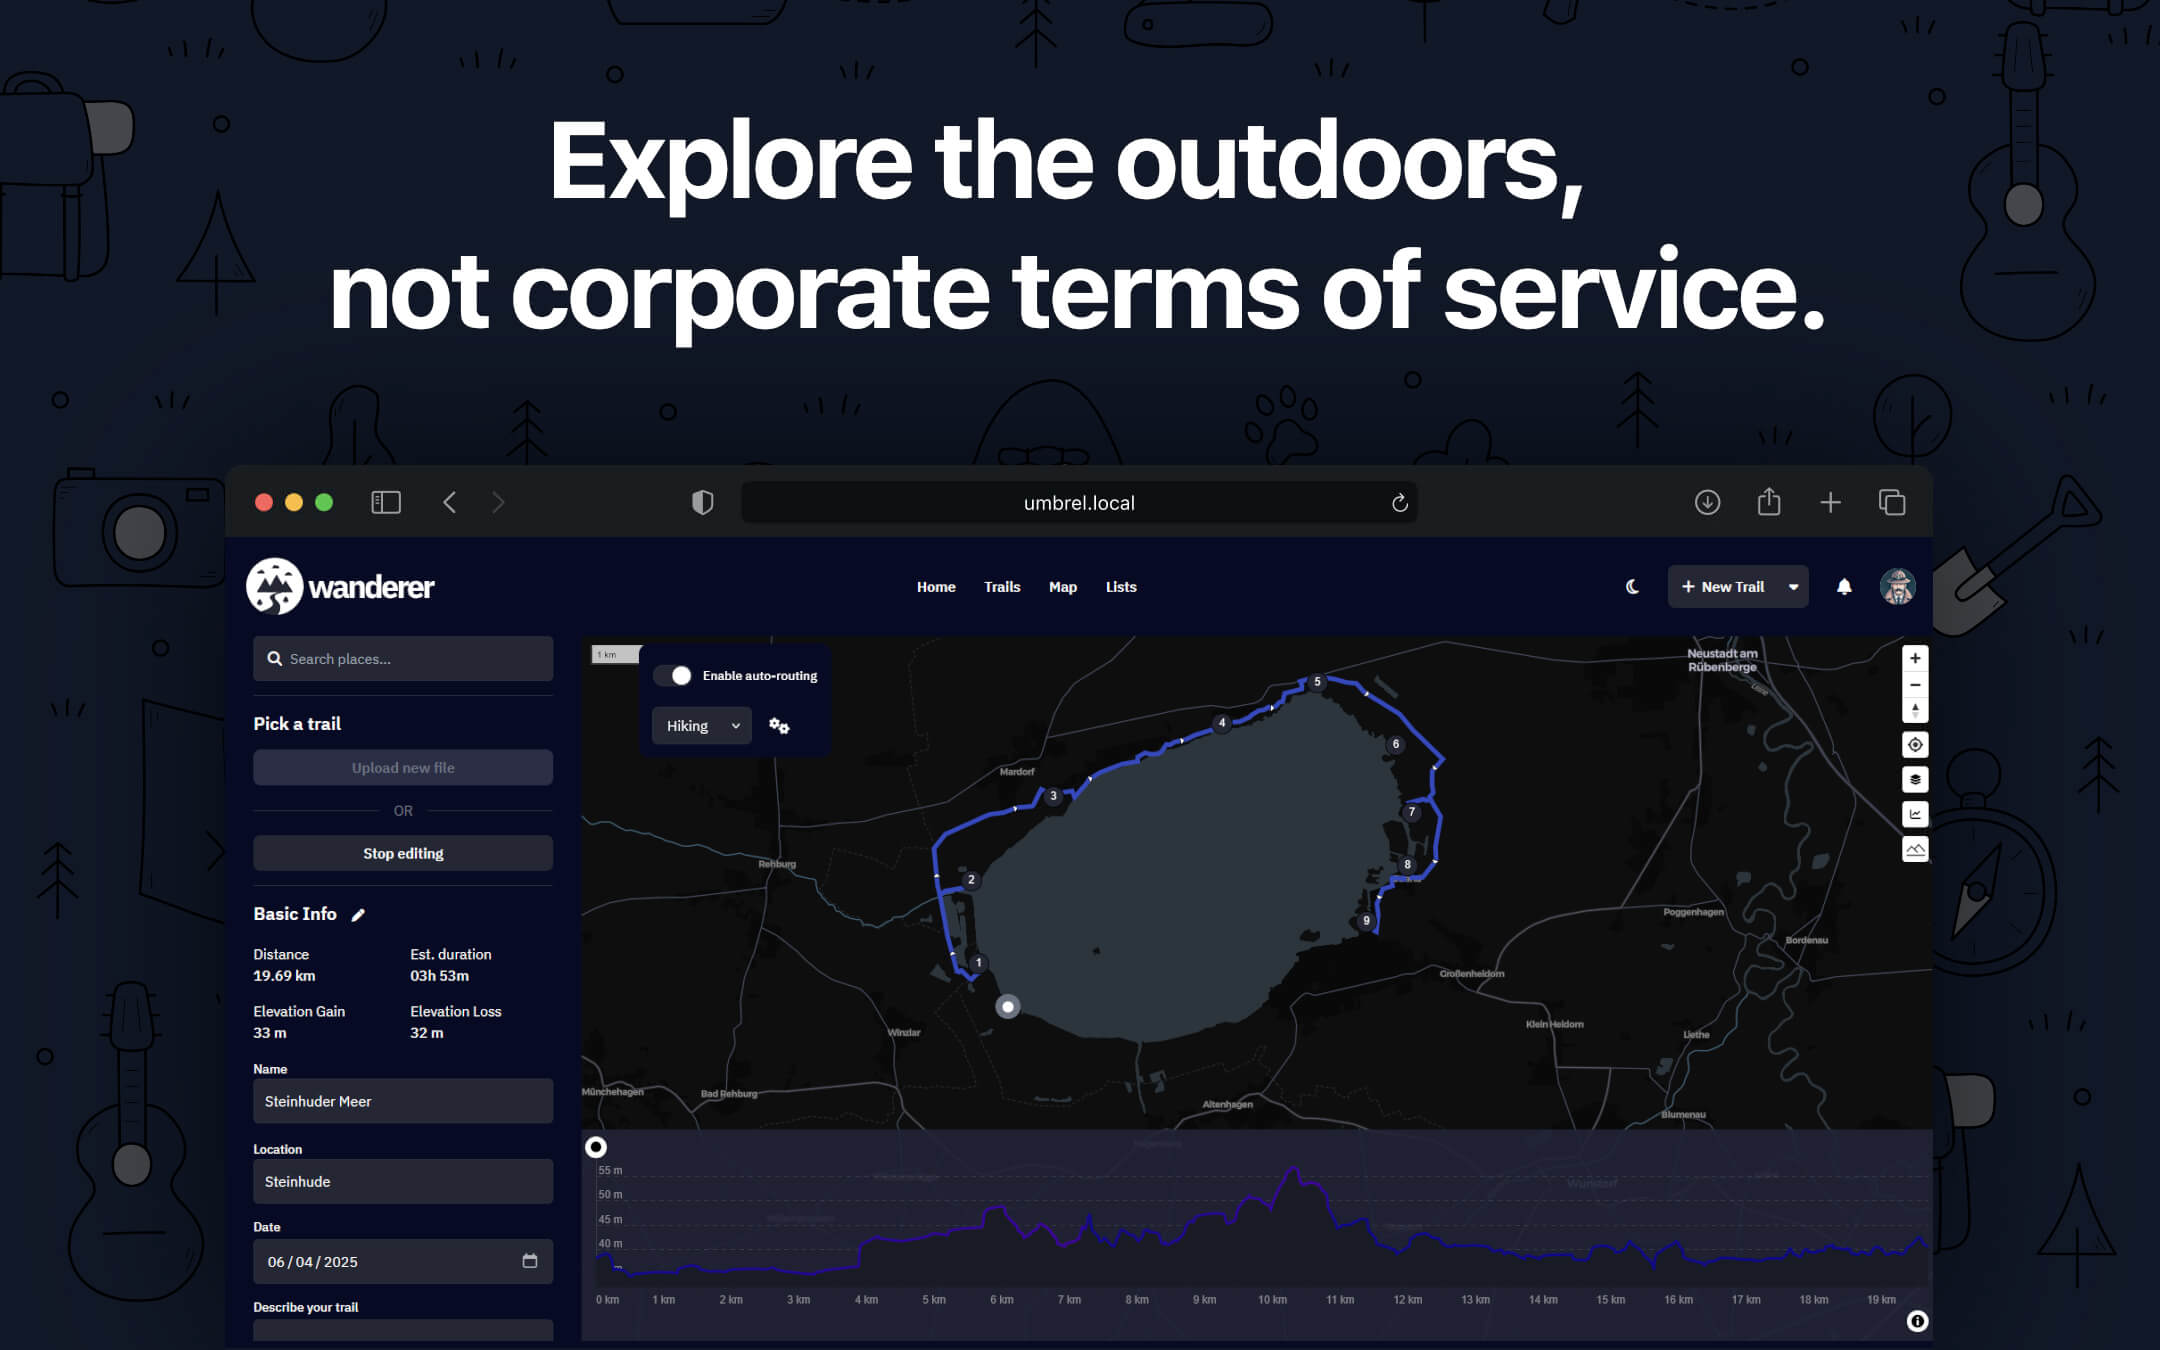 Explore the outdoors,
not corporate terms of service.
umbrel.local
wanderer
Home Trails Map Lists
New Trail
Search places...
Pick a trail
Upload new file
OR
Stop editing
Basic Info
Distance
19.69 km
Est. duration
03h 53m
Elevation Gain
33 m
Elevation Loss
32 m
Name
Steinhuder Meer
Location
Steinhude
Date
06/04/2025
Describe your trail
1 km
Enable auto-routing
Hiking
Neustadt am
Rübenberge
Leine
5
4
6
Mardorf
3
7
Rehburg
8
2
Poggenhagen
9
Bordenau
1
Großenheidorn
Klein Heidorn
Winzlar
Liethe
Münchehagen
Bad Rehburg
Altenhagen
Blumenau
Wunstorf
55 m
50 m
45 m
40 m
0 km 1 km 2 km 3 km 4 km 5 km 6 km 7 km 8 km 9 km 10 km 11 km 12 km 13 km 14 km 15 km 16 km 17 km 18 km 19 km